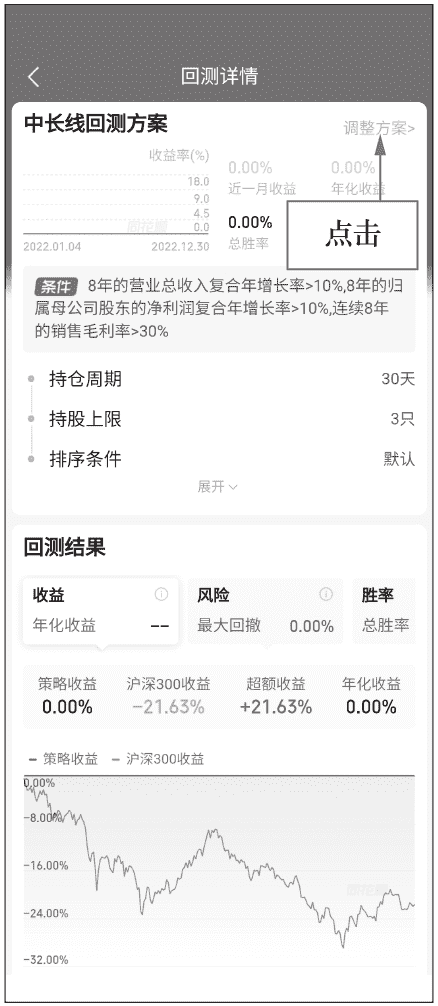 回测详情
中长线回测方案
调整方案>
收益率(%)
18.0
9.0
4.5
0.0
2022.01.04
2022.12.30
同花顺
0.00%
近一月收益
0.00%
年化收益
0.00%
总胜率
点击
条件 8年的营业总收入复合年增长率>10%,8年的归
属母公司股东的净利润复合年增长率>10%,连续8年
的销售毛利率>30%
持仓周期 30天
持股上限 3只
排序条件 默认
展开
回测结果
收益
年化收益 --
风险
最大回撤 0.00%
胜率
总胜率
策略收益 沪深300收益 超额收益 年化收益
0.00% -21.63% +21.63% 0.00%
策略收益 沪深300收益
0.00%
-8.00%
-16.00%
-24.00%
-32.00%
同花顺